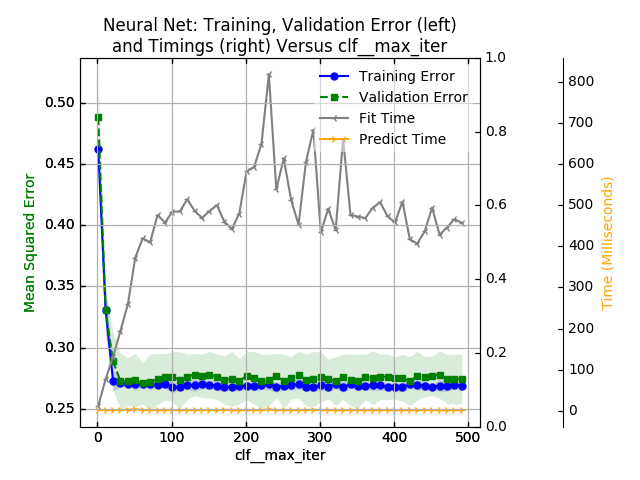 Neural Net: Training, Validation Error (left)
and Timings (right) Versus clf__max_iter
Training Error
Validation Error
Fit Time
Predict Time
Mean Squared Error
0.50
0.45
0.40
0.35
0.30
0.25
1.0
0.8
0.6
0.4
0.2
0.0
800
700
600
500
400
300
200
100
0
Time (Milliseconds)
0 100 200 300 400 500
clf__max_iter